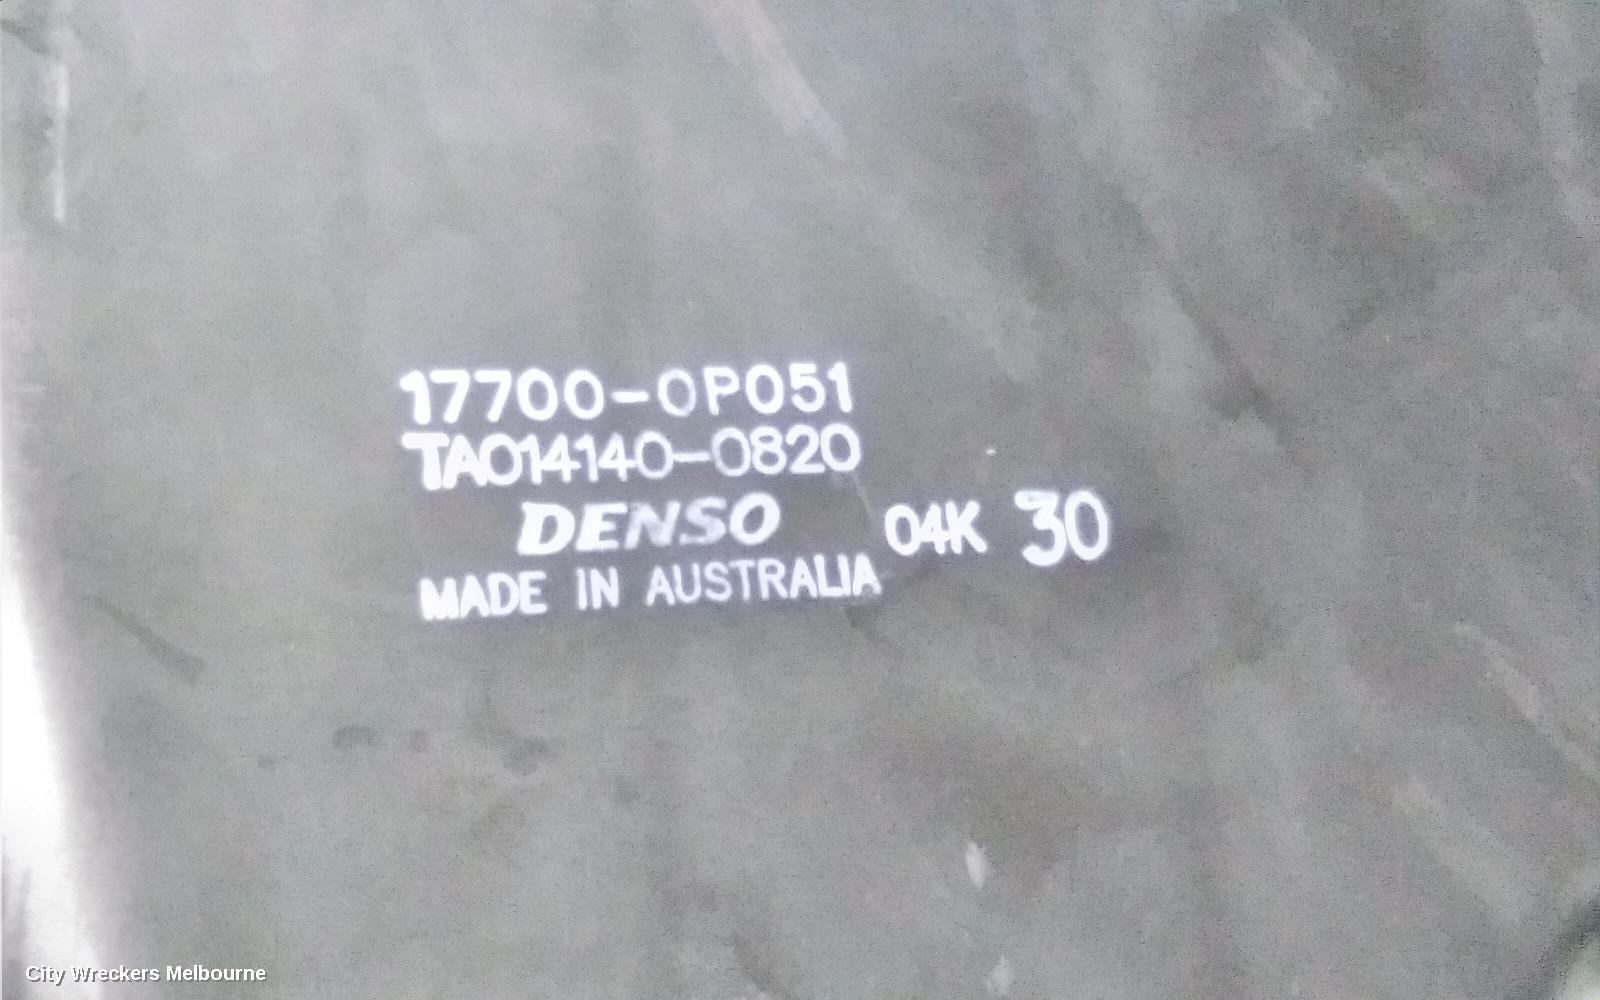 17700-0P051
TA014140-0820
DENSO 04K 30
MADE IN AUSTRALIA
City Wreckers Melbourne